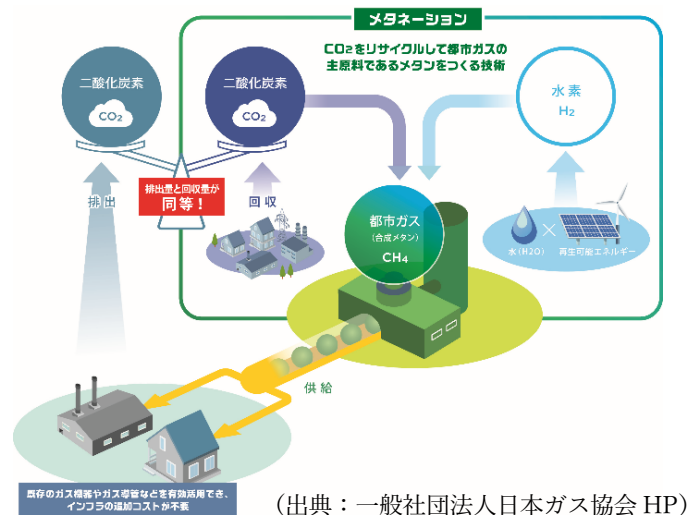 メタネーション
CO2をリサイクルして都市ガスの
主原料であるメタンをつくる技術
二酸化炭素
CO2
二酸化炭素
CO2
水素
H2
排出量と回収量が
同等！
排出
回収
都市ガス
(合成メタン)
CH4
水(H2O)
×
再生可能エネルギー
供給
既存のガス機器やガス導管などを有効活用でき、
インフラの追加コストが不要
（出典：一般社団法人日本ガス協会 HP）